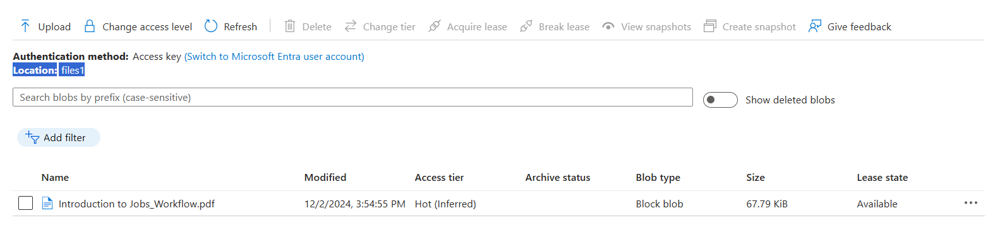 Upload Change access level Refresh Delete Change tier Acquire lease Break lease View snapshots Create snapshot Give feedback
Authentication method: Access key (Switch to Microsoft Entra user account)
Location: files1
Search blobs by prefix (case-sensitive)
Show deleted blobs
Add filter
Name Modified Access tier Archive status Blob type Size Lease state
Introduction to Jobs_Workflow.pdf 12/2/2024, 3:54:55 PM Hot (Inferred) Block blob 67.79 KiB Available